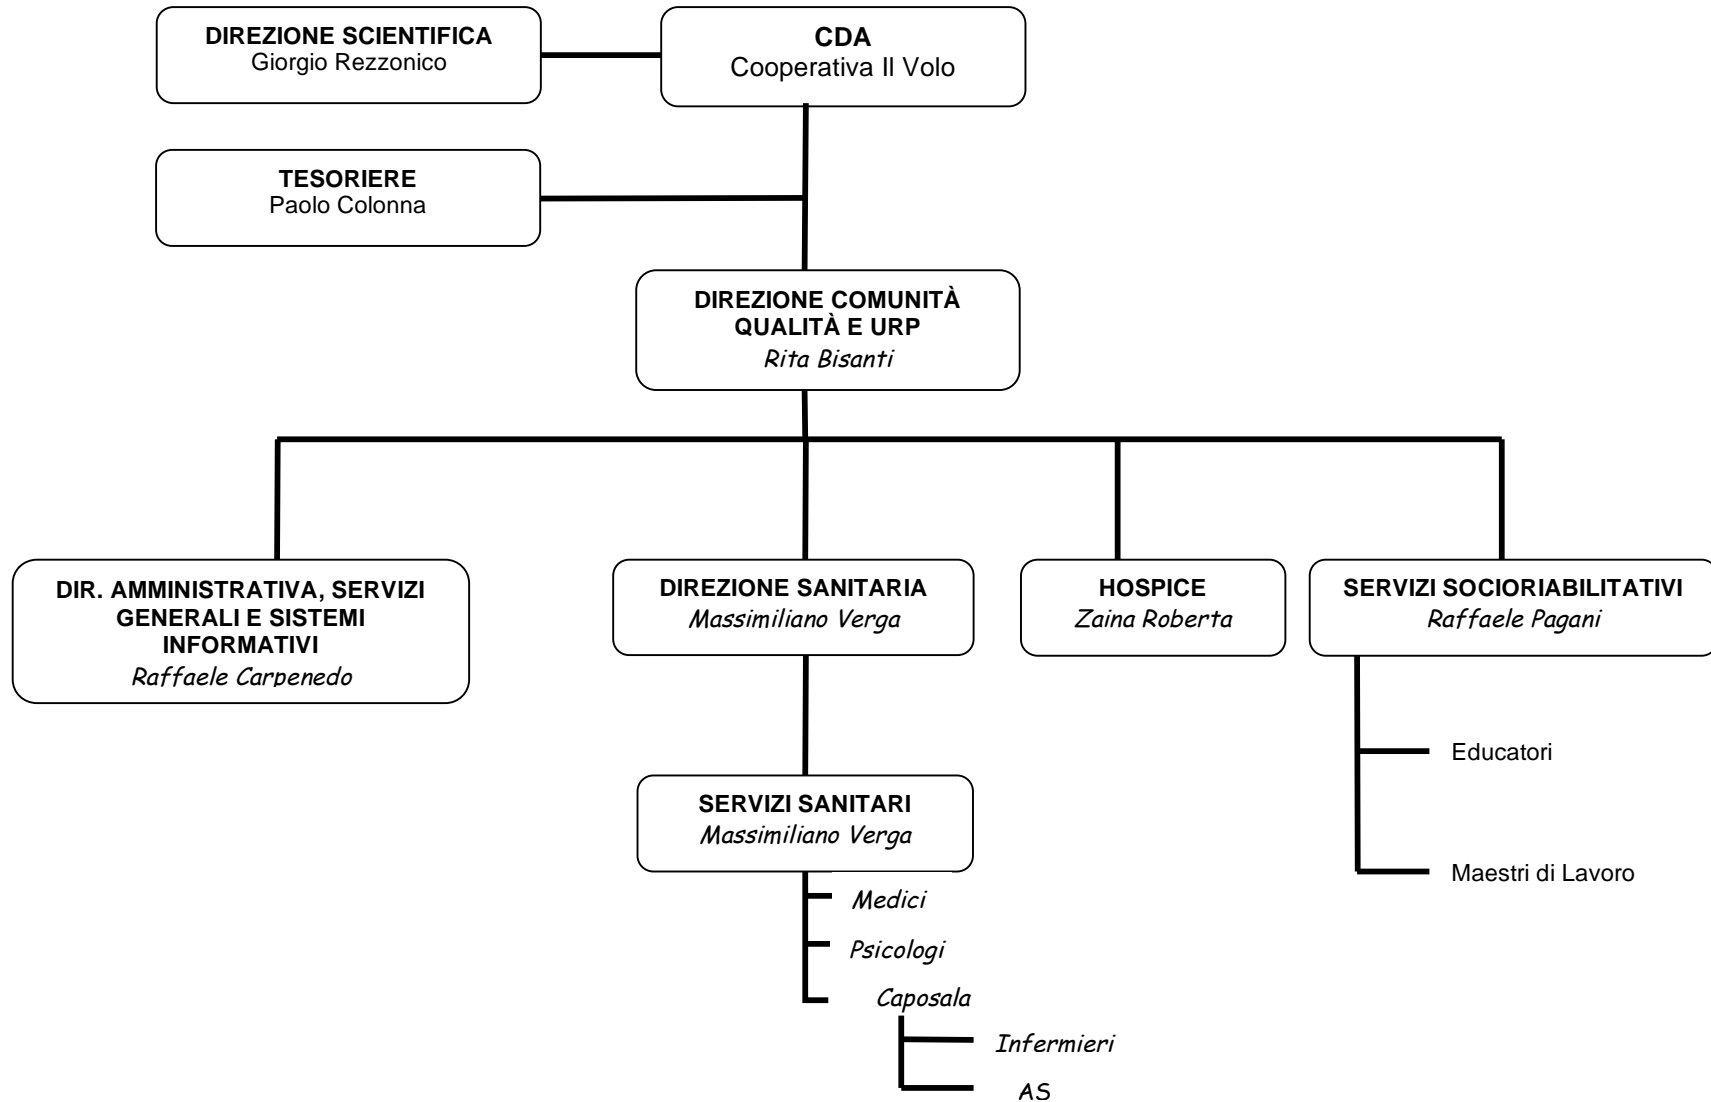 DIREZIONE SCIENTIFICA
Giorgio Rezzonico
CDA
Cooperativa Il Volo
TESORIERE
Paolo Colonna
DIREZIONE COMUNITÀ
QUALITÀ E URP
Rita Bisanti
DIR. AMMINISTRATIVA, SERVIZI
GENERALI E SISTEMI
INFORMATIVI
Raffaele Carpenedo
DIREZIONE SANITARIA
Massimiliano Verga
HOSPICE
Zaina Roberta
SERVIZI SOCIORIABILITATIVI
Raffaele Pagani
Educatori
Maestri di Lavoro
SERVIZI SANITARI
Massimiliano Verga
Medici
Psicologi
Caposala
Infermieri
AS